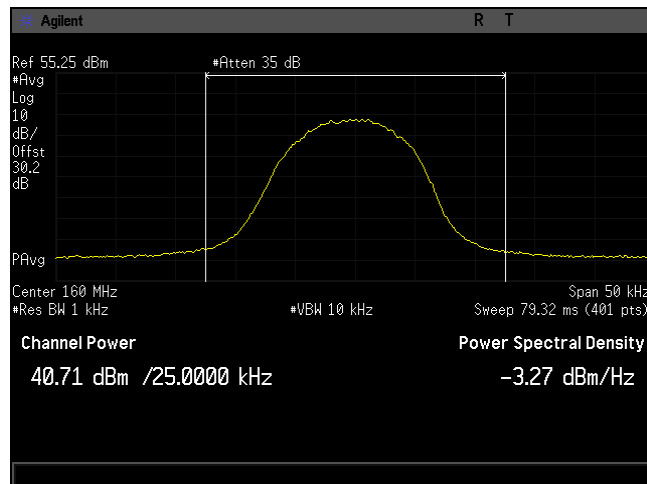 Agilent R T
Ref 55.25 dBm #Atten 35 dB
#Avg
Log
10
dB/
Offst
30.2
dB
PAvg
Center 160 MHz Span 50 kHz
#Res BW 1 kHz #VBW 10 kHz Sweep 79.32 ms (401 pts)
Channel Power Power Spectral Density
40.71 dBm /25.0000 kHz -3.27 dBm/Hz